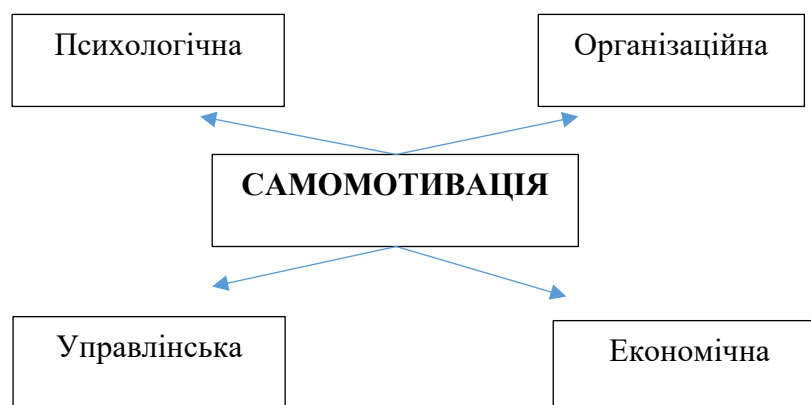 Психологічна
Організаційна
САМОМОТИВАЦІЯ
Управлінська
Економічна